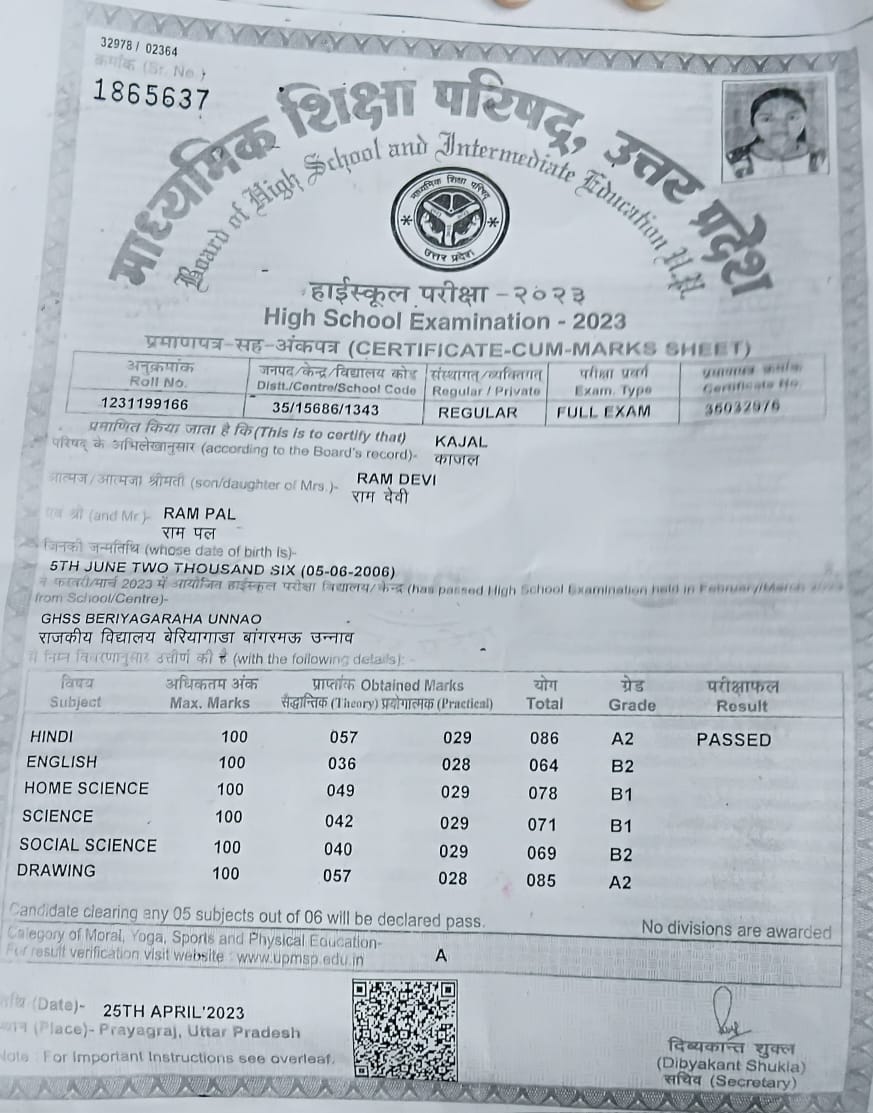 32978 / 02364
क्रमांक (Sr. No.)
1865637
माध्यमिक शिक्षा परिषद्, उत्तर प्रदेश
Board of High School and Intermediate Education U.P.
माध्यमिक शिक्षा परिषद्
उत्तर प्रदेश
हाईस्कूल परीक्षा -२०२३
High School Examination - 2023
प्रमाणपत्र-सह-अंकपत्र (CERTIFICATE-CUM-MARKS SHEET)
अनुक्रमांक जनपद/केन्द्र/विद्यालय कोड संस्थागत/व्यक्तिगत परीक्षा प्रवर्ग प्रमाणपत्र क्रमांक
Roll No. Distt./Centre/School Code Regular / Private Exam. Type Certificate No.
1231199166 35/15686/1343 REGULAR FULL EXAM 36032976
प्रमाणित किया जाता है कि(This is to certify that) KAJAL
परिषद् के अभिलेखानुसार (according to the Board's record)- काजल
आत्मज/आत्मजा श्रीमती (son/daughter of Mrs.)- RAM DEVI
राम देवी
एवं श्री (and Mr.)- RAM PAL
राम पल
जिनकी जन्मतिथि (whose date of birth is)-
5TH JUNE TWO THOUSAND SIX (05-06-2006)
ने फरवरी/मार्च 2023 में आयोजित हाईस्कूल परीक्षा विद्यालय/केन्द्र (has passed High School Examination held in February/March 2023
from School/Centre)-
GHSS BERIYAGARAHA UNNAO
राजकीय विद्यालय बेरियागाडा बांगरमऊ उन्नाव
से निम्न विवरणानुसार उत्तीर्ण की है (with the following details):
विषय अधिकतम अंक प्राप्तांक Obtained Marks योग ग्रेड परीक्षाफल
Subject Max. Marks सैद्धान्तिक (Theory) प्रयोगात्मक (Practical) Total Grade Result
HINDI 100 057 029 086 A2 PASSED
ENGLISH 100 036 028 064 B2
HOME SCIENCE 100 049 029 078 B1
SCIENCE 100 042 029 071 B1
SOCIAL SCIENCE 100 040 029 069 B2
DRAWING 100 057 028 085 A2
Candidate clearing any 05 subjects out of 06 will be declared pass. No divisions are awarded
Category of Moral, Yoga, Sports and Physical Education- A
For result verification visit website : www.upmsp.edu.in
तिथि (Date)- 25TH APRIL'2023
स्थान (Place)- Prayagraj, Uttar Pradesh
Note : For Important Instructions see overleaf.
दिब्यकान्त शुक्ल
(Dibyakant Shukla)
सचिव (Secretary)